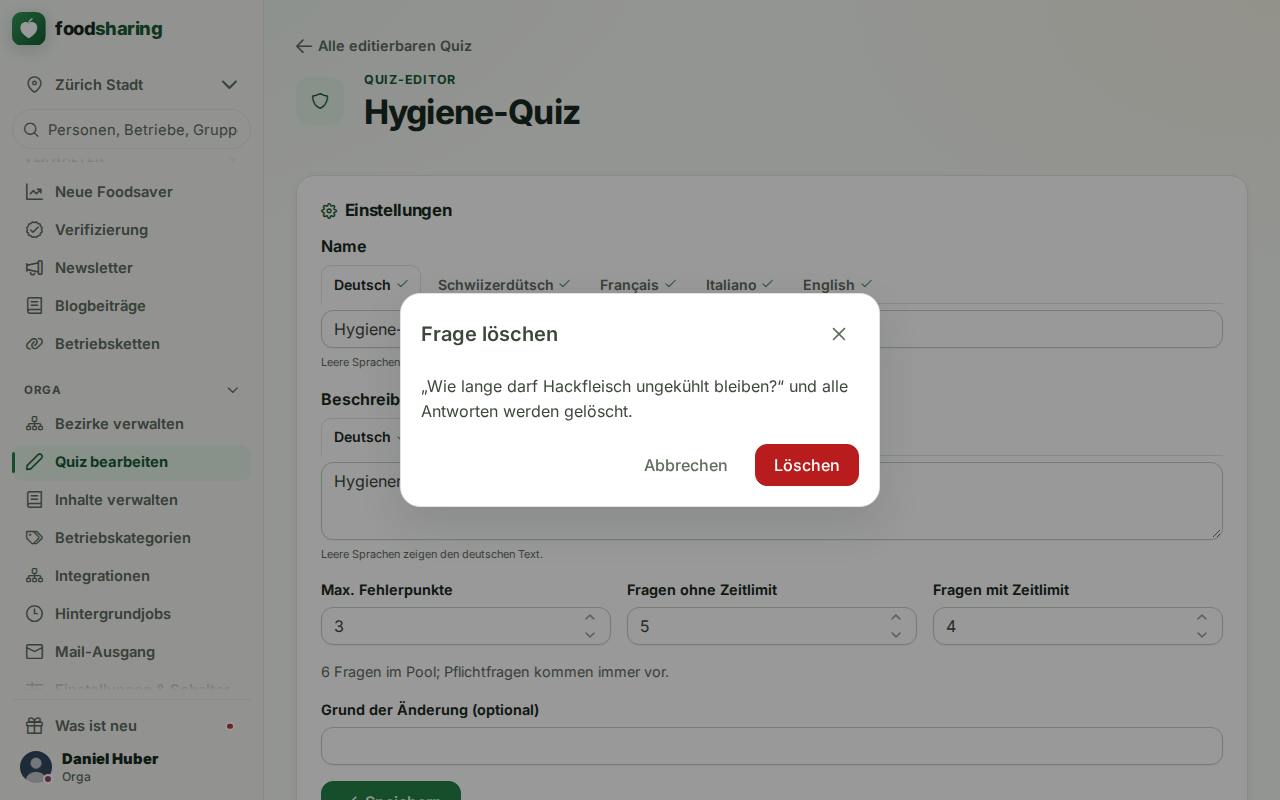 foodsharing
Zürich Stadt
Personen, Betriebe, Grupp
Neue Foodsaver
Verifizierung
Newsletter
Blogbeiträge
Betriebsketten
ORGA
Bezirke verwalten
Quiz bearbeiten
Inhalte verwalten
Betriebskategorien
Integrationen
Hintergrundjobs
Mail-Ausgang
Einstellungen & Schalter
Was ist neu
Daniel Huber
Orga
Alle editierbaren Quiz
QUIZ-EDITOR
Hygiene-Quiz
Einstellungen
Name
Deutsch Schwiizerdütsch Français Italiano English
Hygiene-
Leere Sprachen
Frage löschen
„Wie lange darf Hackfleisch ungekühlt bleiben?“ und alle
Antworten werden gelöscht.
Abbrechen Löschen
Beschreib
Deutsch
Hygiene
Leere Sprachen zeigen den deutschen Text.
Max. Fehlerpunkte Fragen ohne Zeitlimit Fragen mit Zeitlimit
3 5 4
6 Fragen im Pool; Pflichtfragen kommen immer vor.
Grund der Änderung (optional)
Speichern